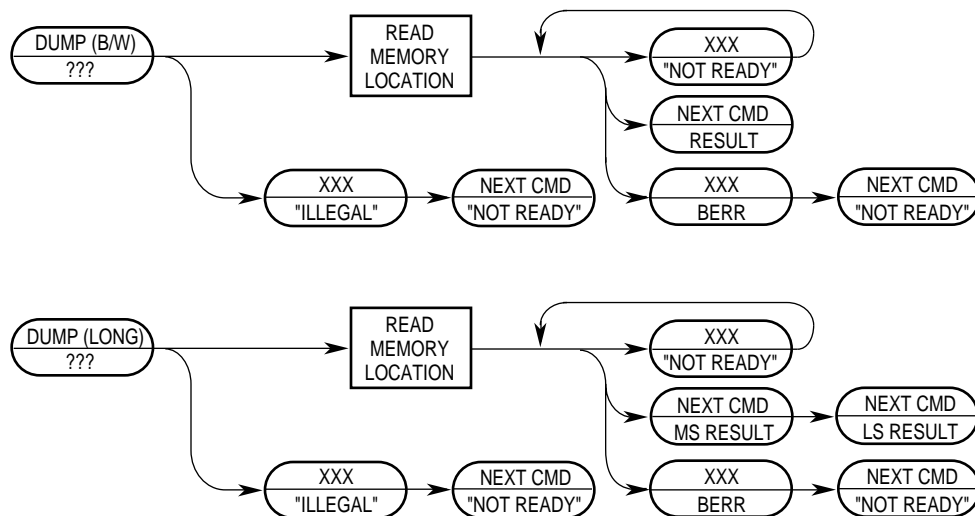 DUMP (B/W)
???
READ
MEMORY
LOCATION
XXX
"NOT READY"
NEXT CMD
RESULT
XXX
"ILLEGAL"
NEXT CMD
"NOT READY"
XXX
BERR
NEXT CMD
"NOT READY"
DUMP (LONG)
???
READ
MEMORY
LOCATION
XXX
"NOT READY"
NEXT CMD
MS RESULT
NEXT CMD
LS RESULT
XXX
"ILLEGAL"
NEXT CMD
"NOT READY"
XXX
BERR
NEXT CMD
"NOT READY"